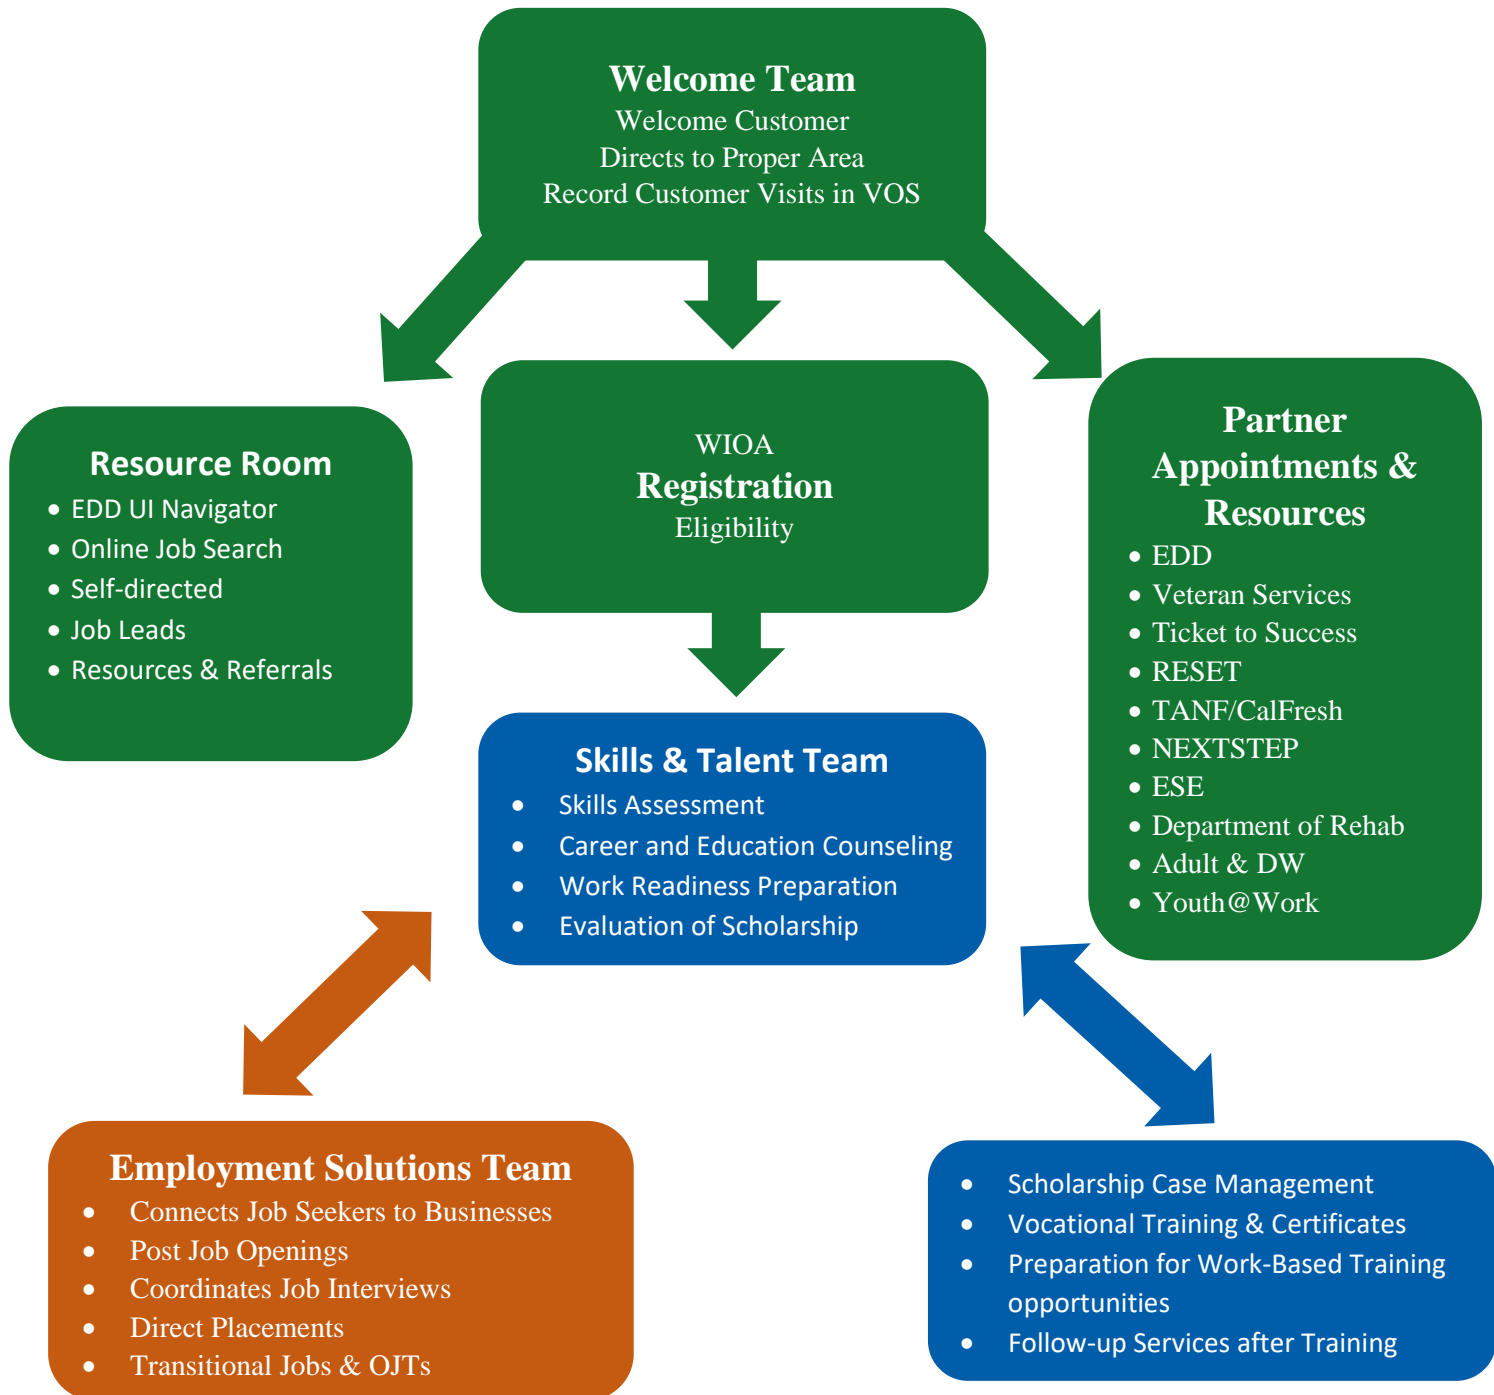 Welcome Team
Welcome Customer
Directs to Proper Area
Record Customer Visits in VOS
Resource Room
• EDD UI Navigator
• Online Job Search
• Self-directed
• Job Leads
• Resources & Referrals
WIOA
Registration
Eligibility
Partner
Appointments &
Resources
• EDD
• Veteran Services
• Ticket to Success
• RESET
• TANF/CalFresh
• NEXTSTEP
• ESE
• Department of Rehab
• Adult & DW
• Youth@Work
Skills & Talent Team
• Skills Assessment
• Career and Education Counseling
• Work Readiness Preparation
• Evaluation of Scholarship
Employment Solutions Team
• Connects Job Seekers to Businesses
• Post Job Openings
• Coordinates Job Interviews
• Direct Placements
• Transitional Jobs & OJTs
• Scholarship Case Management
• Vocational Training & Certificates
• Preparation for Work-Based Training
opportunities
• Follow-up Services after Training